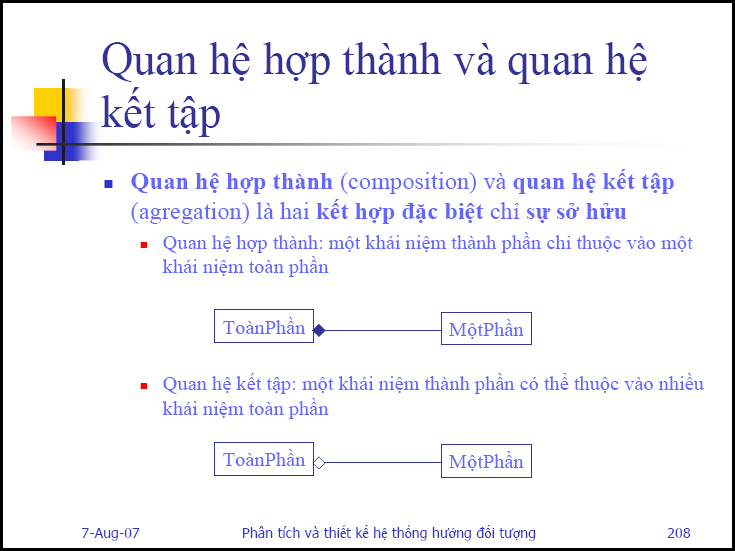 Quan hệ hợp thành và quan hệ
kết tập
Quan hệ hợp thành (composition) và quan hệ kết tập
(agregation) là hai kết hợp đặc biệt chỉ sự sở hửu
Quan hệ hợp thành: một khái niệm thành phần chỉ thuộc vào một
khái niệm toàn phần
ToànPhần MộtPhần
Quan hệ kết tập: một khái niệm thành phần có thể thuộc vào nhiều
khái niệm toàn phần
ToànPhần MộtPhần
7-Aug-07 Phân tích và thiết kế hệ thống hướng đối tượng 208